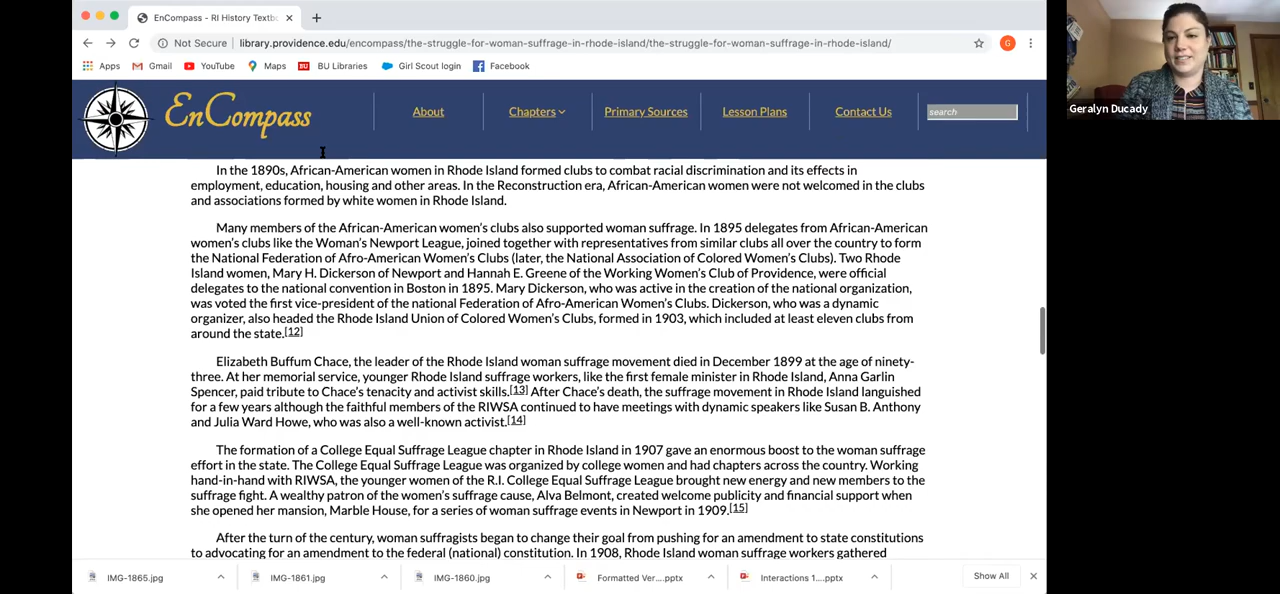 EnCompass - RI History Textb
Not Secure | library.providence.edu/encompass/the-struggle-for-woman-suffrage-in-rhode-island/the-struggle-for-woman-suffrage-in-rhode-island/
G
Apps Gmail YouTube Maps BU BU Libraries Girl Scout login Facebook
EnCompass
About Chapters Primary Sources Lesson Plans Contact Us search
In the 1890s, African-American women in Rhode Island formed clubs to combat racial discrimination and its effects in
employment, education, housing and other areas. In the Reconstruction era, African-American women were not welcomed in the clubs
and associations formed by white women in Rhode Island.
Many members of the African-American women's clubs also supported woman suffrage. In 1895 delegates from African-American
women's clubs like the Woman's Newport League, joined together with representatives from similar clubs all over the country to form
the National Federation of Afro-American Women's Clubs (later, the National Association of Colored Women's Clubs). Two Rhode
Island women, Mary H. Dickerson of Newport and Hannah E. Greene of the Working Women's Club of Providence, were official
delegates to the national convention in Boston in 1895. Mary Dickerson, who was active in the creation of the national organization,
was voted the first vice-president of the national Federation of Afro-American Women's Clubs. Dickerson, who was a dynamic
organizer, also headed the Rhode Island Union of Colored Women's Clubs, formed in 1903, which included at least eleven clubs from
around the state.[12]
Elizabeth Buffum Chace, the leader of the Rhode Island woman suffrage movement died in December 1899 at the age of ninety-
three. At her memorial service, younger Rhode Island suffrage workers, like the first female minister in Rhode Island, Anna Garlin
Spencer, paid tribute to Chace's tenacity and activist skills.[13] After Chace's death, the suffrage movement in Rhode Island languished
for a few years although the faithful members of the RIWSA continued to have meetings with dynamic speakers like Susan B. Anthony
and Julia Ward Howe, who was also a well-known activist.[14]
The formation of a College Equal Suffrage League chapter in Rhode Island in 1907 gave an enormous boost to the woman suffrage
effort in the state. The College Equal Suffrage League was organized by college women and had chapters across the country. Working
hand-in-hand with RIWSA, the younger women of the R.I. College Equal Suffrage League brought new energy and new members to the
suffrage fight. A wealthy patron of the women's suffrage cause, Alva Belmont, created welcome publicity and financial support when
she opened her mansion, Marble House, for a series of woman suffrage events in Newport in 1909.[15]
After the turn of the century, woman suffragists began to change their goal from pushing for an amendment to state constitutions
to advocating for an amendment to the federal (national) constitution. In 1908, Rhode Island woman suffrage workers gathered
IMG-1865.jpg IMG-1861.jpg IMG-1860.jpg Formatted Ver....pptx Interactions 1....pptx Show All
Geralyn Ducady